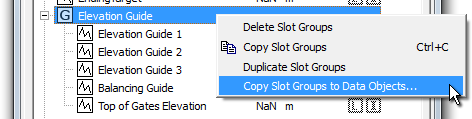 EndingTarget NaN m
G Elevation Guide
Elevation Guide 1
Elevation Guide 2
Elevation Guide 3
Balancing Guide
Top of Gates Elevation NaN m
Delete Slot Groups
Copy Slot Groups Ctrl+C
Duplicate Slot Groups
Copy Slot Groups to Data Objects...